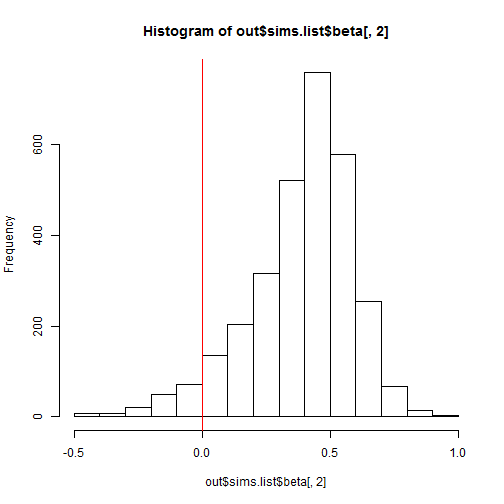 Histogram of out$sims.list$beta[, 2]
Frequency
600
400
200
0
-0.5 0.0 0.5 1.0
out$sims.list$beta[, 2]